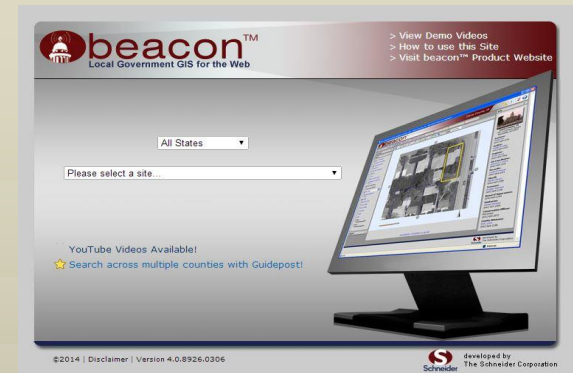 beacon™
Local Government GIS for the Web
> View Demo Videos
> How to use this Site
> Visit beacon™ Product Website
All States
Please select a site...
YouTube Videos Available!
Search across multiple counties with Guidepost!
beacon
©2014 | Disclaimer | Version 4.0.8926.0306
Schneider
developed by
The Schneider Corporation